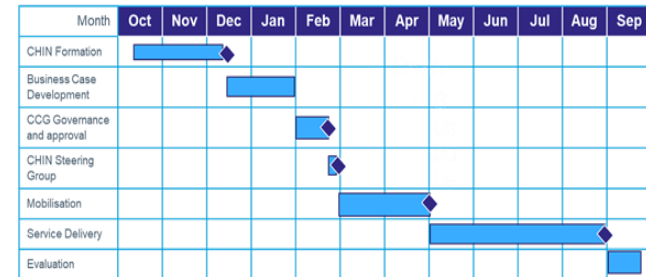 Month Oct Nov Dec Jan Feb Mar Apr May Jun Jul Aug Sep
CHIN Formation
Business Case
Development
CCG Governance
and approval
CHIN Steering
Group
Mobilisation
Service Delivery
Evaluation